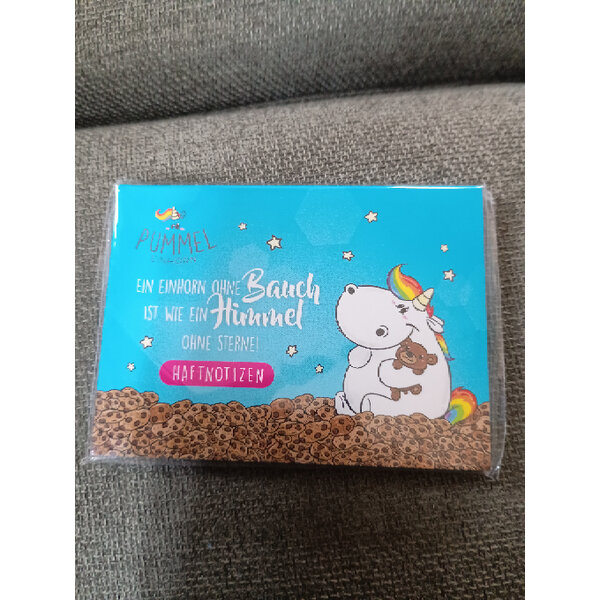 PUMMEL
EIN EINHORN OHNE Bauch
IST WIE EIN Himmel
OHNE STERNE!
HAFTNOTIZEN